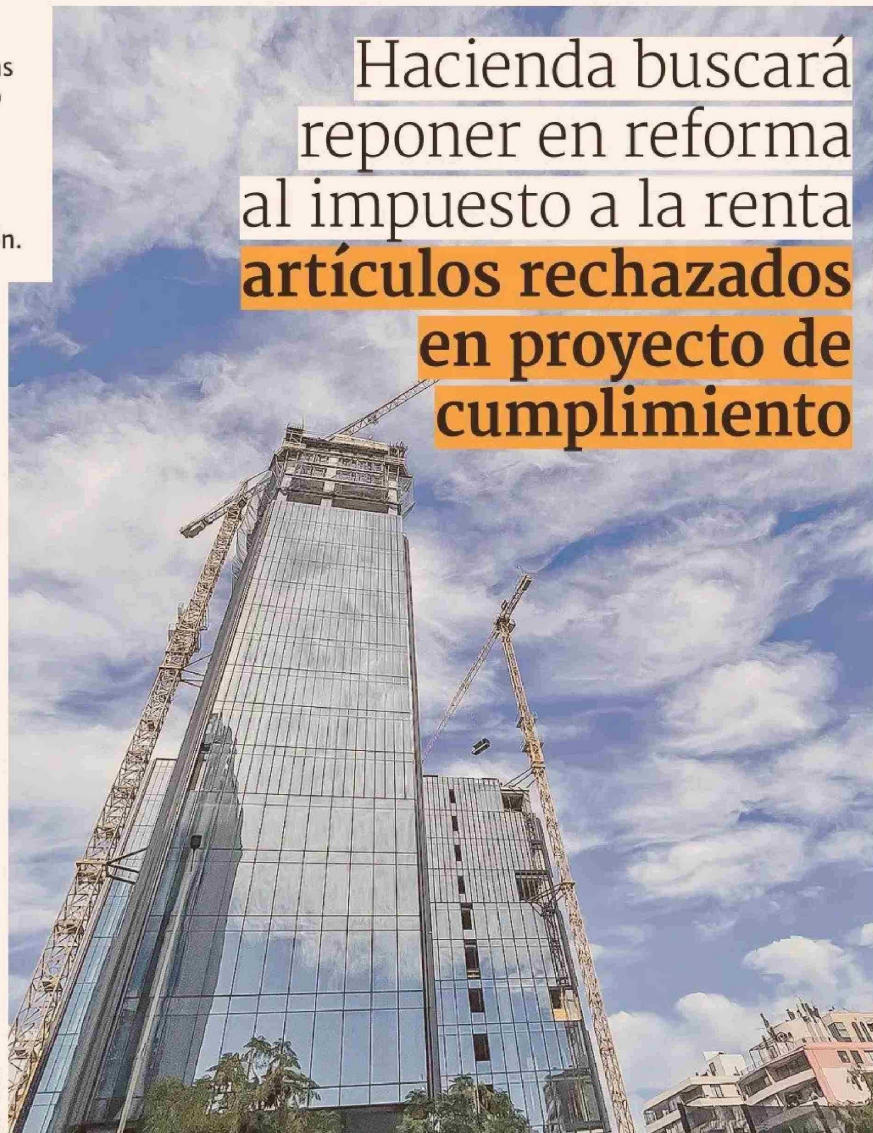 n.
Hacienda buscará
reponer en reforma
al impuesto a la renta
artículos rechazados
en proyecto de
cumplimiento